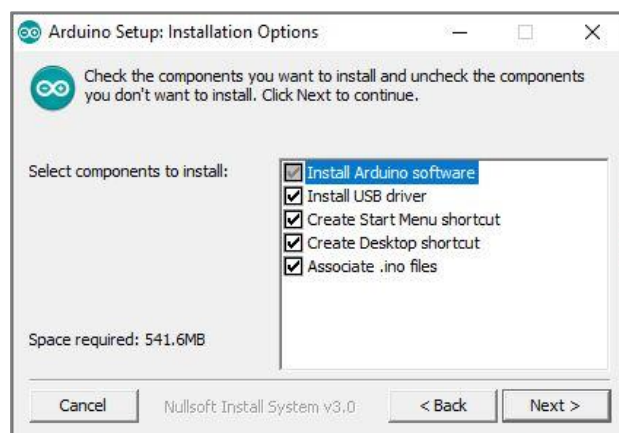 Arduino Setup: Installation Options
Check the components you want to install and uncheck the components
you don't want to install. Click Next to continue.
Select components to install:
Install Arduino software
Install USB driver
Create Start Menu shortcut
Create Desktop shortcut
Associate .ino files
Space required: 541.6MB
Cancel
Nullsoft Install System v3.0
< Back
Next >